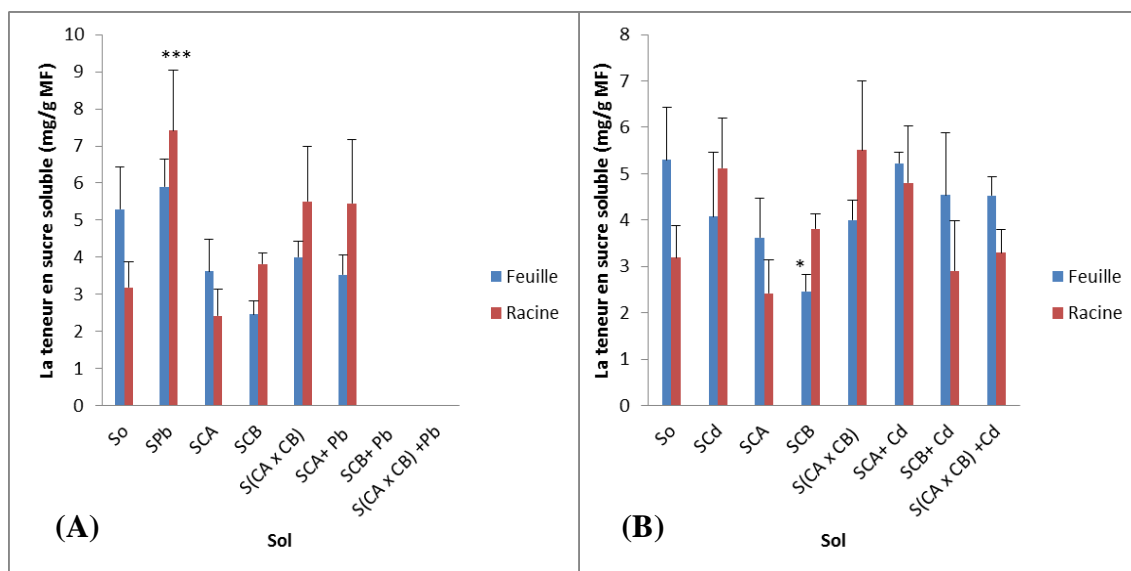 La teneur en sucre soluble (mg/g MF)
10
9
8
7
6
5
4
3
2
1
0
***
So
SPb
SCA
SCB
S(CA x CB)
SCA+ Pb
SCB+ Pb
S(CA x CB) +Pb
Feuille
Racine
(A)
Sol
La teneur en sucre soluble (mg/g MF)
8
7
6
5
4
3
2
1
0
*
So
SCd
SCA
SCB
S(CA x CB)
SCA+ Cd
SCB+ Cd
S(CA x CB) +Cd
Feuille
Racine
(B)
Sol